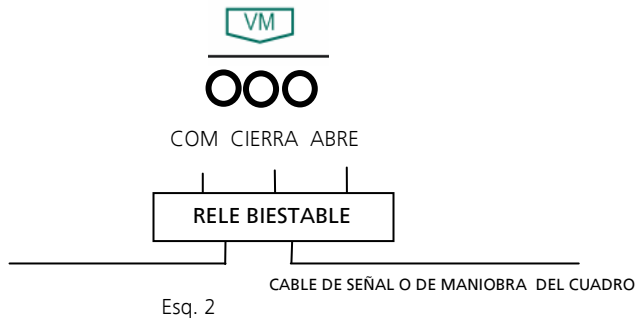 VM
COM CIERRA ABRE
RELE BIESTABLE
CABLE DE SEÑAL O DE MANIOBRA DEL CUADRO
Esq. 2